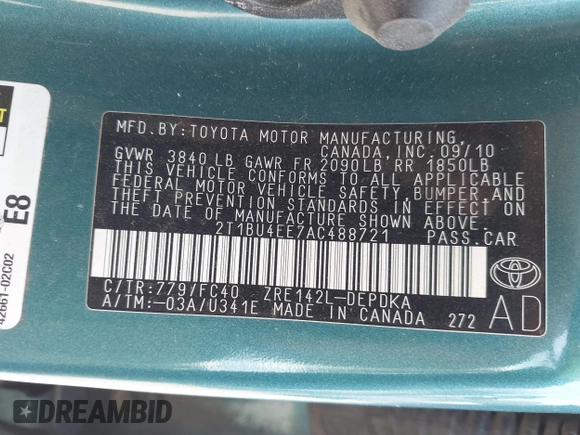 MFD.BY:TOYOTA MOTOR MANUFACTURING
CANADA, INC. 09/10
GVWR 3840 LB GAWR FR 2090LB RR 1850LB
THIS VEHICLE CONFORMS TO ALL APPLICABLE
FEDERAL MOTOR VEHICLE SAFETY, BUMPER, AND
THEFT PREVENTION STANDARDS IN EFFECT ON
THE DATE OF MANUFACTURE SHOWN ABOVE.
2T1BU4EE7AC488721 PASS.CAR
C/TR:779/FC40 ZRE142L-DEPDKA
A/TM:-03A/U341E MADE IN CANADA 272
AD
E8
42661-02C02
DREAMBID